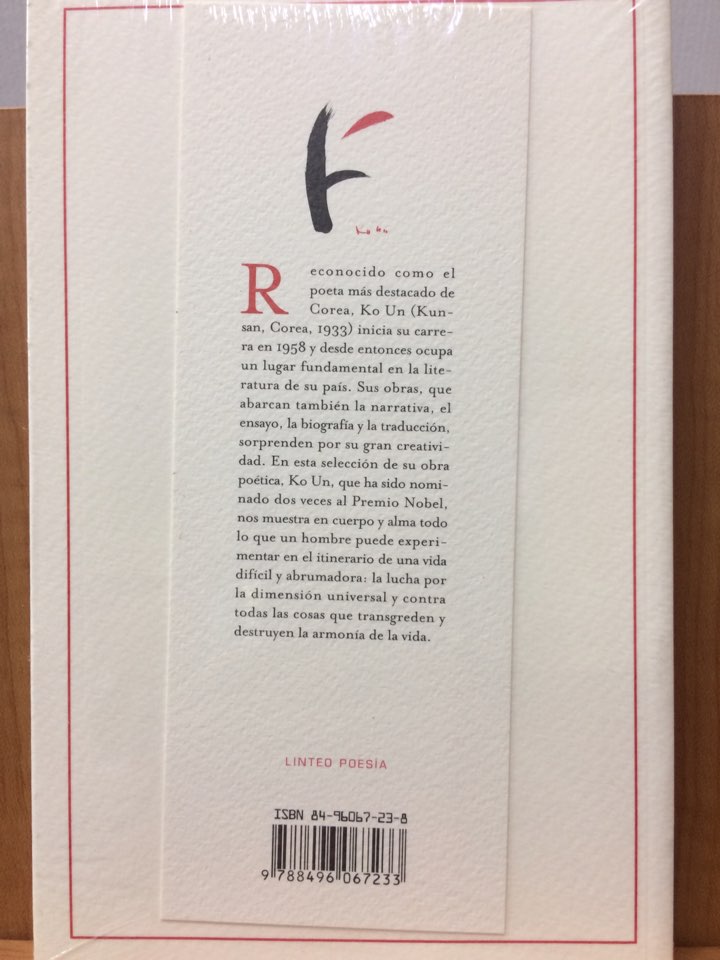 Ko Un
Reconocido como el
poeta más destacado de
Corea, Ko Un (Kun-
san, Corea, 1933) inicia su carre-
ra en 1958 y desde entonces ocupa
un lugar fundamental en la lite-
ratura de su país. Sus obras, que
abarcan también la narrativa, el
ensayo, la biografía y la traducción,
sorprenden por su gran creativi-
dad. En esta selección de su obra
poética, Ko Un, que ha sido nomi-
nado dos veces al Premio Nobel,
nos muestra en cuerpo y alma todo
lo que un hombre puede experi-
mentar en el itinerario de una vida
difícil y abrumadora: la lucha por
la dimensión universal y contra
todas las cosas que transgreden y
destruyen la armonía de la vida.
LINTEO POESÍA
ISBN 84-96067-23-8
9 788496 067233